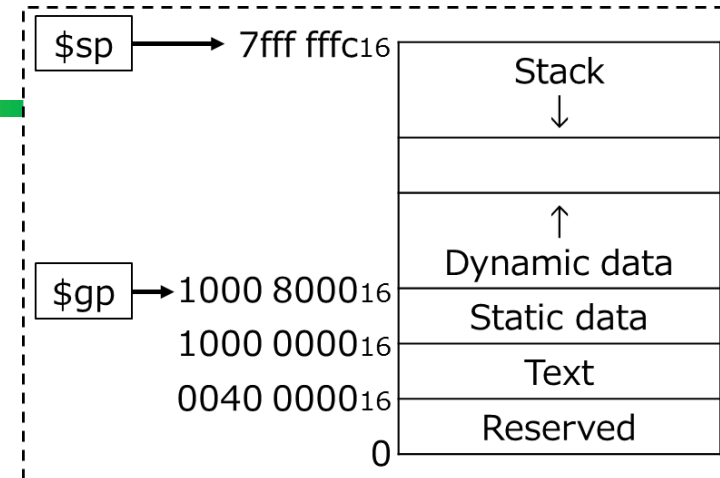 $sp
7fff fffc16
Stack
↓
↑
Dynamic data
$gp
1000 800016
Static data
1000 000016
Text
0040 000016
Reserved
0